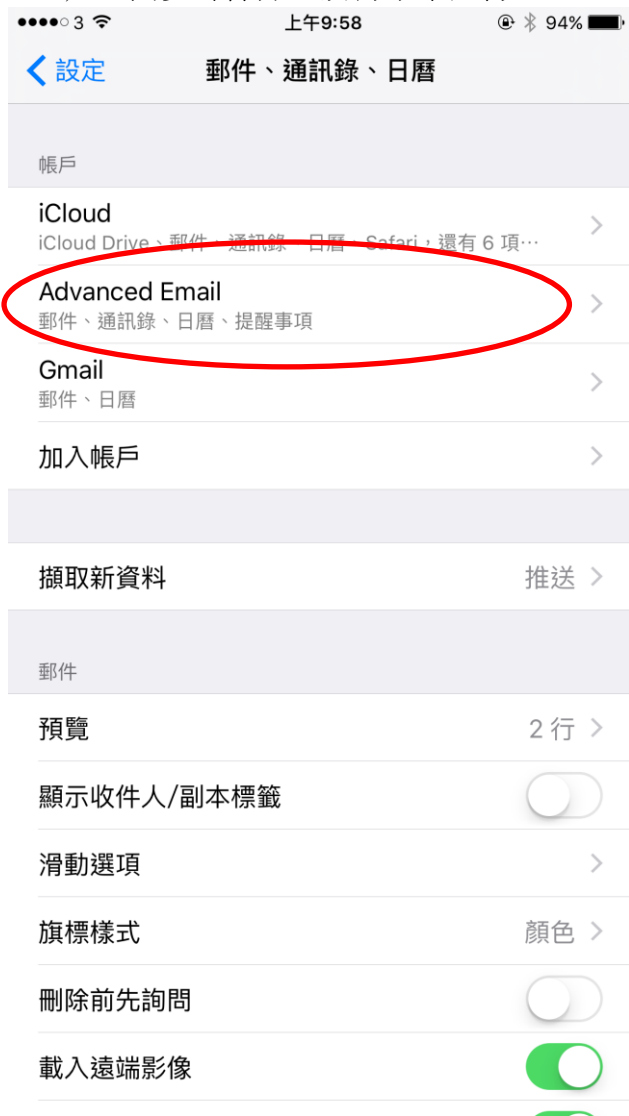 3 上午9:58 94%
設定 郵件、通訊錄、日曆
帳戶
iCloud
iCloud Drive、郵件、通訊錄、日曆、Safari，還有 6 項…
Advanced Email
郵件、通訊錄、日曆、提醒事項
Gmail
郵件、日曆
加入帳戶
擷取新資料 推送
郵件
預覽 2 行
顯示收件人/副本標籤
滑動選項
旗標樣式 顏色
刪除前先詢問
載入遠端影像